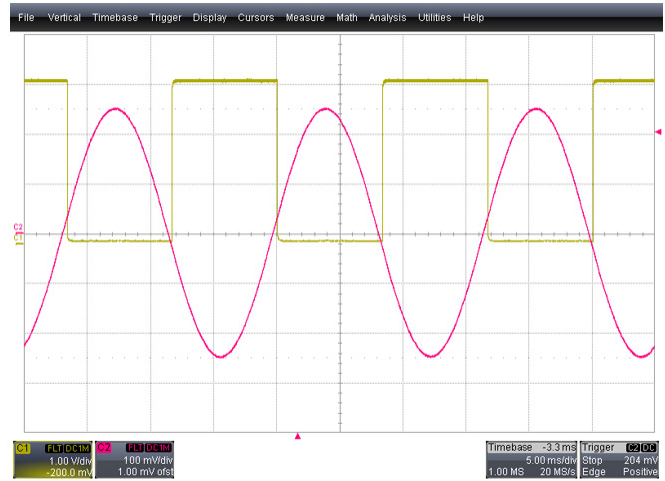 File Vertical Timebase Trigger Display Cursors Measure Math Analysis Utilities Help
C2
C1
C1 FLT DC1M
1.00 V/div
-200.0 mV
C2 FLT DC1M
100 mV/div
1.00 mV ofst
Timebase -3.3 ms
5.00 ms/div
1.00 MS 20 MS/s
Trigger C2 DC
Stop 204 mV
Edge Positive